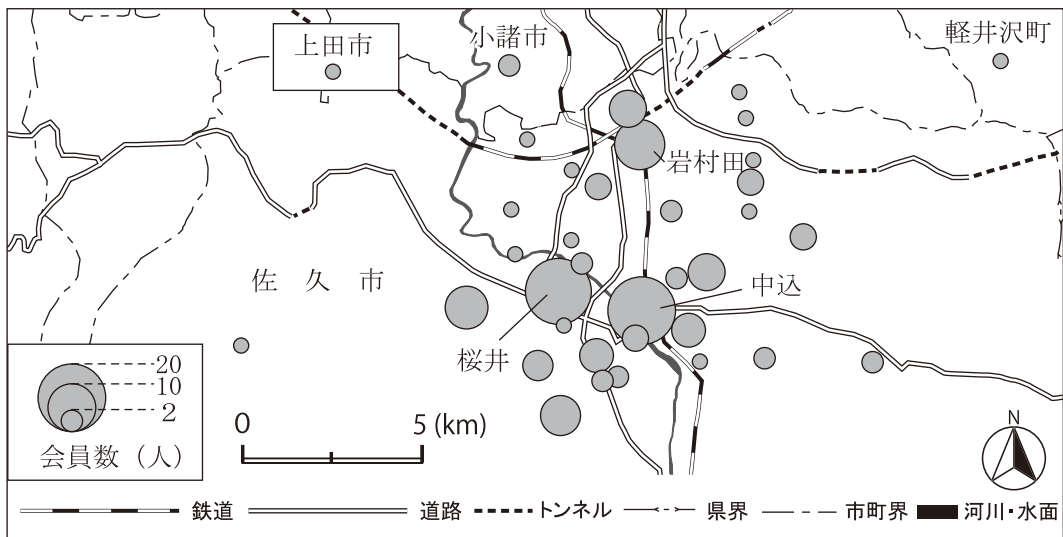 上田市
小諸市
軽井沢町
岩村田
佐久市
中込
桜井
20
10
2
会員数（人）
0 5 (km)
N
鉄道 道路 トンネル 県界 市町界 河川・水面